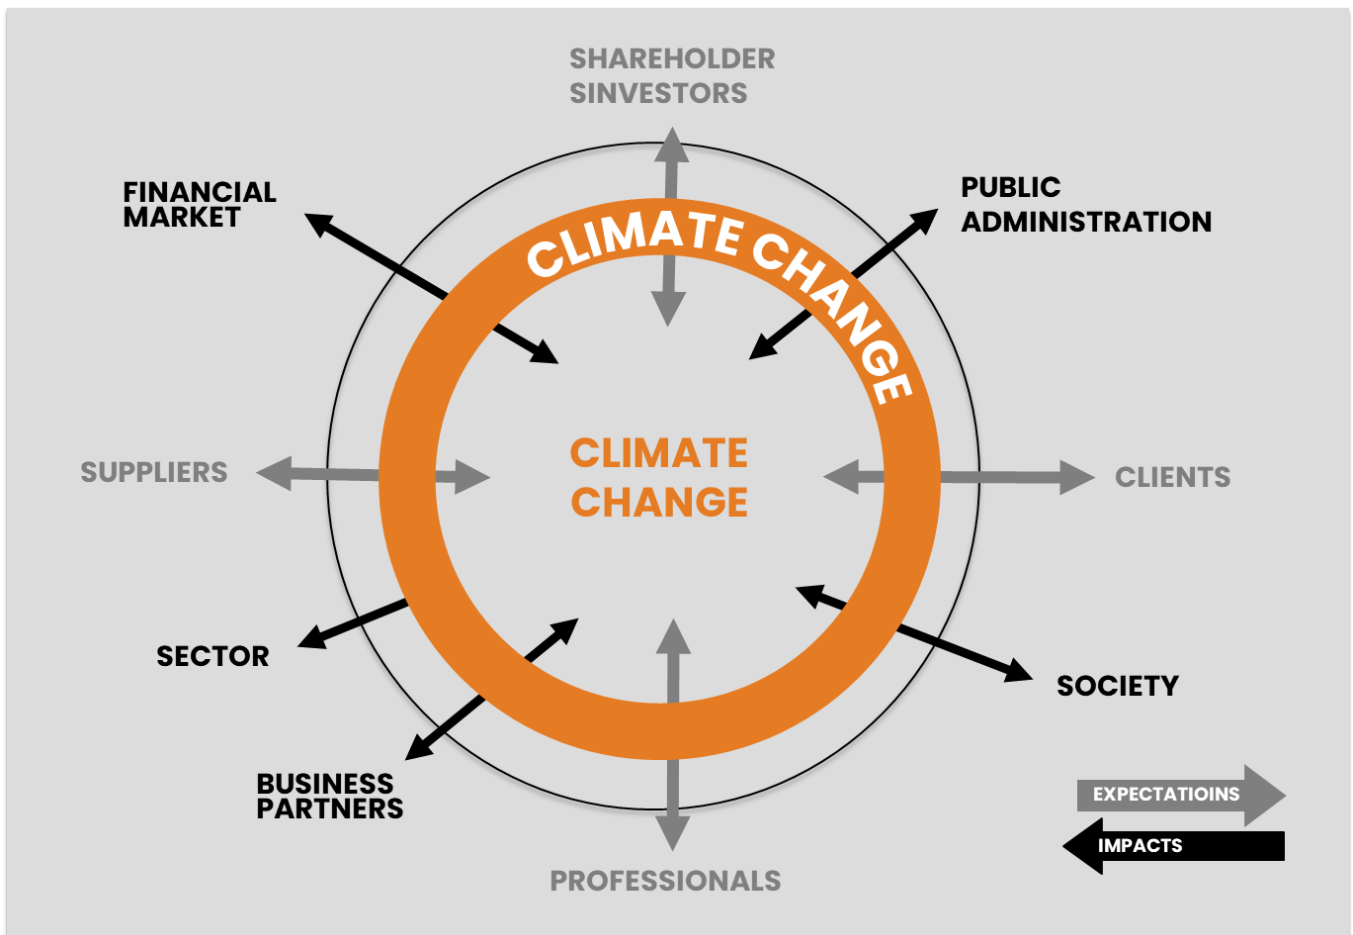 SHAREHOLDER
SINVESTORS
FINANCIAL
MARKET
PUBLIC
ADMINISTRATION
CLIMATE CHANGE
SUPPLIERS
CLIMATE
CHANGE
CLIENTS
SECTOR
SOCIETY
BUSINESS
PARTNERS
EXPECTATIOINS
IMPACTS
PROFESSIONALS